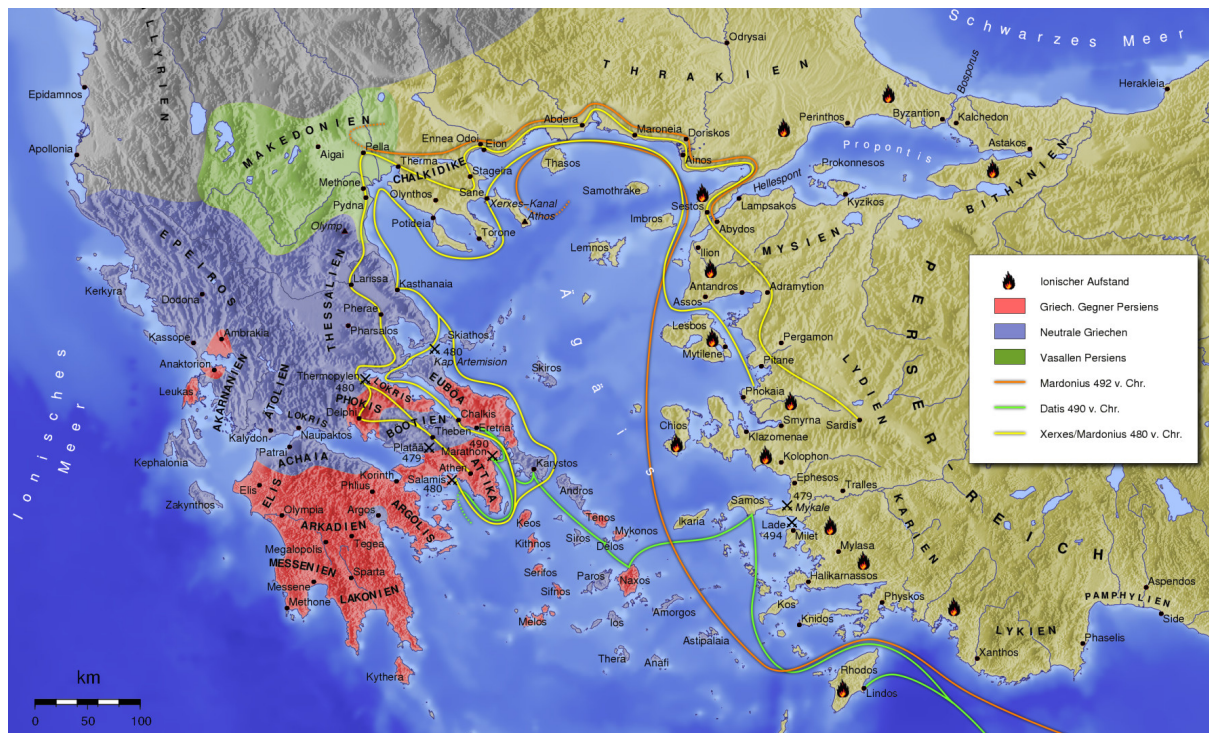 Schwarzes Meer
ILLYRIEN
Odrysai
THRAKIEN
Epidamnos
Bosporus
Herakleia
Byzantion
Kalchedon
Perinthos
Abdera
Maroneia
Doriskos
Ennea Odoi
Eion
MAKEDONIEN
Apollonia
Aigai
Pella
Therma
CHALKIDIKE
Stageira
Thasos
Ainos
Propontis
Astakos
Prokonnesos
BITHYNIEN
Methone
Olynthos
Sane
Xerxes-Kanal
Samothrake
Hellespont
Lampsakos
Kyzikos
Pydna
Potideia
Athos
Imbros
Sestos
Abydos
Olymp
Torone
EPEIROS
Lemnos
Ilion
MYSIEN
Kerkyra
Dodona
THESSALIEN
Larissa
Kasthanaia
Antandros
Adramytion
Assos
PERSERREICH
Ionischer Aufstand
Griech. Gegner Persiens
Neutrale Griechen
Vasallen Persiens
Mardonius 492 v. Chr.
Datis 490 v. Chr.
Xerxes/Mardonius 480 v. Chr.
Pherae
Pharsalos
Skiathos
Kassope
Ambrakia
480
Kap Artemision
Lesbos
Mytilene
Pergamon
Pitane
Anaktorion
Leukas
AKARNANIEN
ÄTOLIEN
Thermopylen
480
LOKRIS
EUBOA
Skiros
Ägäis
LYDIEN
Phokaia
PHOKIS
Delphi
LOKRIS
BOOTIEN
Chalkis
Theben
Eretria
Chios
Smyrna
Sardis
Klazomenae
Kalydon
Naupaktos
Patrai
Platää
479
490
Marathon
Kolophon
Ionisches Meer
Kephalonia
ACHAIA
Athen
ATTIKA
Karystos
Ephesos
Tralles
Elis
ELIS
Phlius
Korinth
Salamis
480
Andros
Samos
479
Mykale
Zakynthos
Olympia
Argos
ARGOLIS
Keos
Tenos
Mykonos
Ikaria
Lade
494
Milet
KARIEN
ARKADIEN
Tegea
Kithnos
Siros
Delos
Mylasa
Megalopolis
MESSENIEN
Sparta
Serifos
Paros
Naxos
Halikarnassos
Aspendos
Messene
LAKONIEN
Sifnos
Kos
Physkos
PAMPHYLIEN
Methone
Melos
Ios
Amorgos
Knidos
Side
Astipalaia
LYKIEN
Phaselis
Thera
Anafi
Xanthos
Kythera
Rhodos
Lindos
km
0 50 100